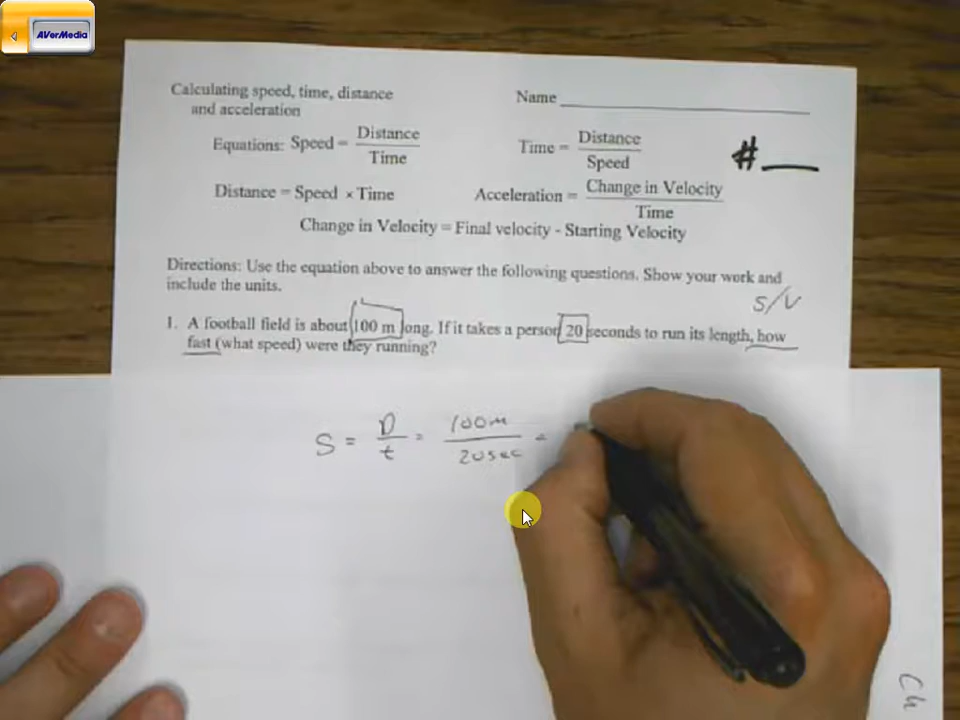 AVerMedia
Calculating speed, time, distance
and acceleration
Name
Equations: Speed = Distance / Time
Time = Distance / Speed
#
Distance = Speed × Time
Acceleration = Change in Velocity / Time
Change in Velocity = Final velocity - Starting Velocity
Directions: Use the equation above to answer the following questions. Show your work and
include the units.
S/V
1. A football field is about 100 m long. If it takes a person 20 seconds to run its length, how
fast (what speed) were they running?
S = D / t = 100m / 20sec =
Ch